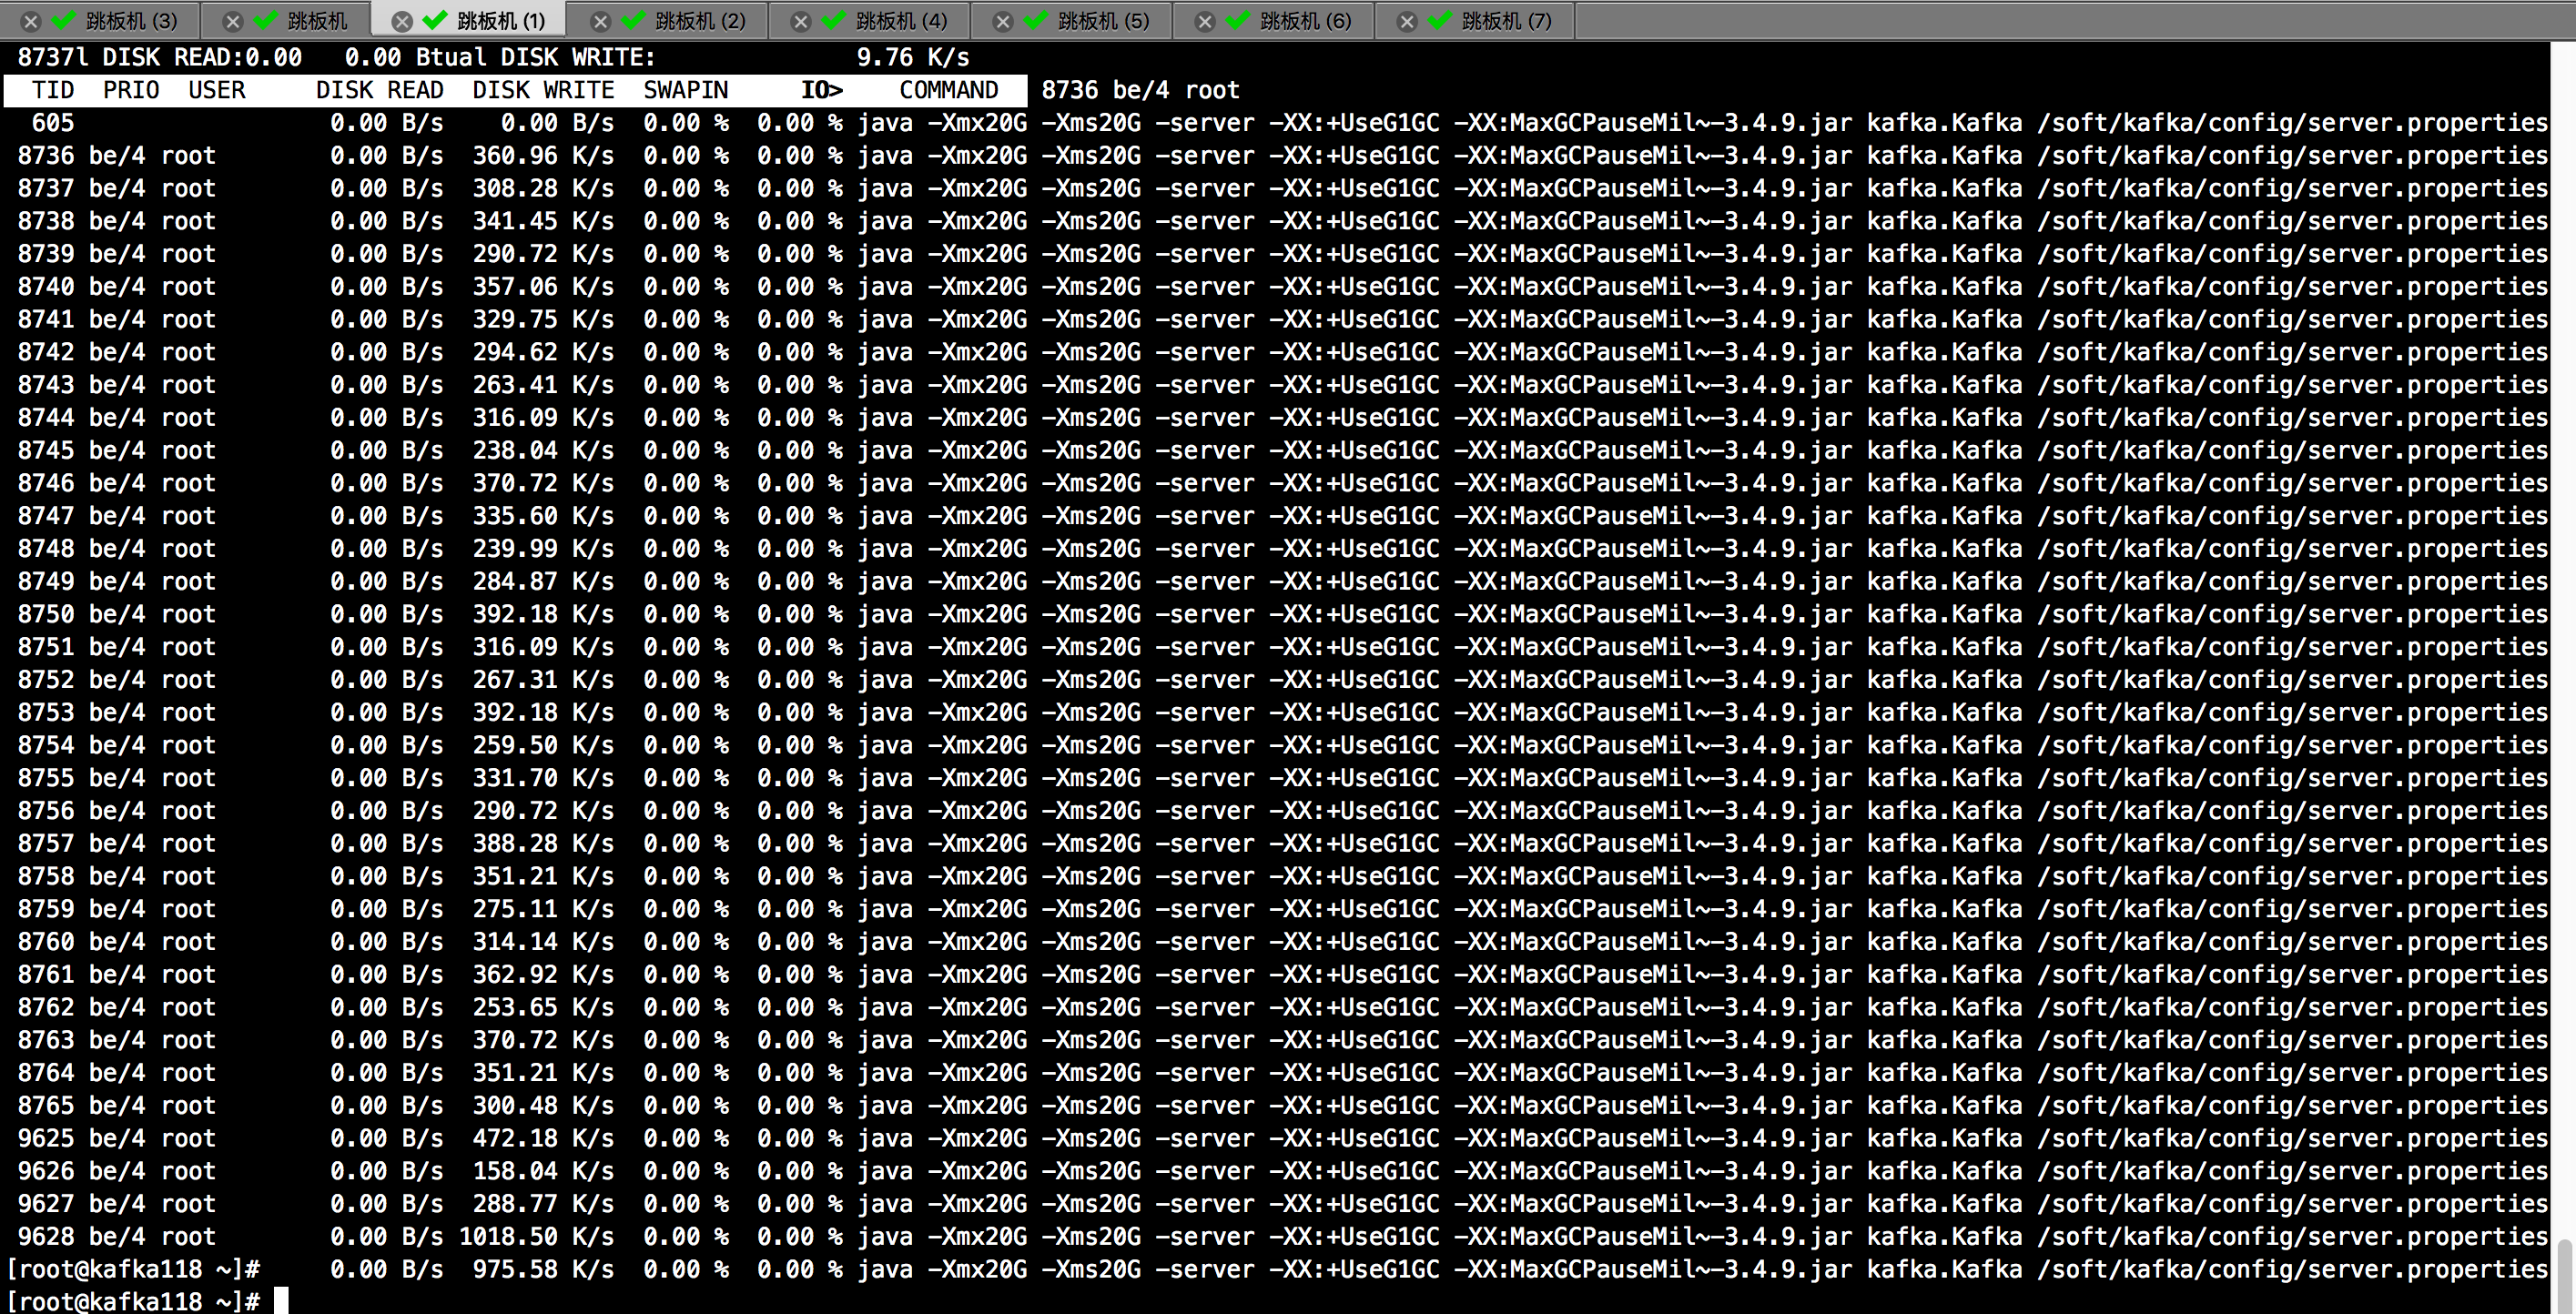 跳板机 (3) 跳板机 跳板机 (1) 跳板机 (2) 跳板机 (4) 跳板机 (5) 跳板机 (6) 跳板机 (7)
8737l DISK READ:0.00 0.00 Btual DISK WRITE: 9.76 K/s
TID PRIO USER DISK READ DISK WRITE SWAPIN IO> COMMAND 8736 be/4 root
605 0.00 B/s 0.00 B/s 0.00 % 0.00 % java -Xmx20G -Xms20G -server -XX:+UseG1GC -XX:MaxGCPauseMil~-3.4.9.jar kafka.Kafka /soft/kafka/config/server.properties
8736 be/4 root 0.00 B/s 360.96 K/s 0.00 % 0.00 % java -Xmx20G -Xms20G -server -XX:+UseG1GC -XX:MaxGCPauseMil~-3.4.9.jar kafka.Kafka /soft/kafka/config/server.properties
8737 be/4 root 0.00 B/s 308.28 K/s 0.00 % 0.00 % java -Xmx20G -Xms20G -server -XX:+UseG1GC -XX:MaxGCPauseMil~-3.4.9.jar kafka.Kafka /soft/kafka/config/server.properties
8738 be/4 root 0.00 B/s 341.45 K/s 0.00 % 0.00 % java -Xmx20G -Xms20G -server -XX:+UseG1GC -XX:MaxGCPauseMil~-3.4.9.jar kafka.Kafka /soft/kafka/config/server.properties
8739 be/4 root 0.00 B/s 290.72 K/s 0.00 % 0.00 % java -Xmx20G -Xms20G -server -XX:+UseG1GC -XX:MaxGCPauseMil~-3.4.9.jar kafka.Kafka /soft/kafka/config/server.properties
8740 be/4 root 0.00 B/s 357.06 K/s 0.00 % 0.00 % java -Xmx20G -Xms20G -server -XX:+UseG1GC -XX:MaxGCPauseMil~-3.4.9.jar kafka.Kafka /soft/kafka/config/server.properties
8741 be/4 root 0.00 B/s 329.75 K/s 0.00 % 0.00 % java -Xmx20G -Xms20G -server -XX:+UseG1GC -XX:MaxGCPauseMil~-3.4.9.jar kafka.Kafka /soft/kafka/config/server.properties
8742 be/4 root 0.00 B/s 294.62 K/s 0.00 % 0.00 % java -Xmx20G -Xms20G -server -XX:+UseG1GC -XX:MaxGCPauseMil~-3.4.9.jar kafka.Kafka /soft/kafka/config/server.properties
8743 be/4 root 0.00 B/s 263.41 K/s 0.00 % 0.00 % java -Xmx20G -Xms20G -server -XX:+UseG1GC -XX:MaxGCPauseMil~-3.4.9.jar kafka.Kafka /soft/kafka/config/server.properties
8744 be/4 root 0.00 B/s 316.09 K/s 0.00 % 0.00 % java -Xmx20G -Xms20G -server -XX:+UseG1GC -XX:MaxGCPauseMil~-3.4.9.jar kafka.Kafka /soft/kafka/config/server.properties
8745 be/4 root 0.00 B/s 238.04 K/s 0.00 % 0.00 % java -Xmx20G -Xms20G -server -XX:+UseG1GC -XX:MaxGCPauseMil~-3.4.9.jar kafka.Kafka /soft/kafka/config/server.properties
8746 be/4 root 0.00 B/s 370.72 K/s 0.00 % 0.00 % java -Xmx20G -Xms20G -server -XX:+UseG1GC -XX:MaxGCPauseMil~-3.4.9.jar kafka.Kafka /soft/kafka/config/server.properties
8747 be/4 root 0.00 B/s 335.60 K/s 0.00 % 0.00 % java -Xmx20G -Xms20G -server -XX:+UseG1GC -XX:MaxGCPauseMil~-3.4.9.jar kafka.Kafka /soft/kafka/config/server.properties
8748 be/4 root 0.00 B/s 239.99 K/s 0.00 % 0.00 % java -Xmx20G -Xms20G -server -XX:+UseG1GC -XX:MaxGCPauseMil~-3.4.9.jar kafka.Kafka /soft/kafka/config/server.properties
8749 be/4 root 0.00 B/s 284.87 K/s 0.00 % 0.00 % java -Xmx20G -Xms20G -server -XX:+UseG1GC -XX:MaxGCPauseMil~-3.4.9.jar kafka.Kafka /soft/kafka/config/server.properties
8750 be/4 root 0.00 B/s 392.18 K/s 0.00 % 0.00 % java -Xmx20G -Xms20G -server -XX:+UseG1GC -XX:MaxGCPauseMil~-3.4.9.jar kafka.Kafka /soft/kafka/config/server.properties
8751 be/4 root 0.00 B/s 316.09 K/s 0.00 % 0.00 % java -Xmx20G -Xms20G -server -XX:+UseG1GC -XX:MaxGCPauseMil~-3.4.9.jar kafka.Kafka /soft/kafka/config/server.properties
8752 be/4 root 0.00 B/s 267.31 K/s 0.00 % 0.00 % java -Xmx20G -Xms20G -server -XX:+UseG1GC -XX:MaxGCPauseMil~-3.4.9.jar kafka.Kafka /soft/kafka/config/server.properties
8753 be/4 root 0.00 B/s 392.18 K/s 0.00 % 0.00 % java -Xmx20G -Xms20G -server -XX:+UseG1GC -XX:MaxGCPauseMil~-3.4.9.jar kafka.Kafka /soft/kafka/config/server.properties
8754 be/4 root 0.00 B/s 259.50 K/s 0.00 % 0.00 % java -Xmx20G -Xms20G -server -XX:+UseG1GC -XX:MaxGCPauseMil~-3.4.9.jar kafka.Kafka /soft/kafka/config/server.properties
8755 be/4 root 0.00 B/s 331.70 K/s 0.00 % 0.00 % java -Xmx20G -Xms20G -server -XX:+UseG1GC -XX:MaxGCPauseMil~-3.4.9.jar kafka.Kafka /soft/kafka/config/server.properties
8756 be/4 root 0.00 B/s 290.72 K/s 0.00 % 0.00 % java -Xmx20G -Xms20G -server -XX:+UseG1GC -XX:MaxGCPauseMil~-3.4.9.jar kafka.Kafka /soft/kafka/config/server.properties
8757 be/4 root 0.00 B/s 388.28 K/s 0.00 % 0.00 % java -Xmx20G -Xms20G -server -XX:+UseG1GC -XX:MaxGCPauseMil~-3.4.9.jar kafka.Kafka /soft/kafka/config/server.properties
8758 be/4 root 0.00 B/s 351.21 K/s 0.00 % 0.00 % java -Xmx20G -Xms20G -server -XX:+UseG1GC -XX:MaxGCPauseMil~-3.4.9.jar kafka.Kafka /soft/kafka/config/server.properties
8759 be/4 root 0.00 B/s 275.11 K/s 0.00 % 0.00 % java -Xmx20G -Xms20G -server -XX:+UseG1GC -XX:MaxGCPauseMil~-3.4.9.jar kafka.Kafka /soft/kafka/config/server.properties
8760 be/4 root 0.00 B/s 314.14 K/s 0.00 % 0.00 % java -Xmx20G -Xms20G -server -XX:+UseG1GC -XX:MaxGCPauseMil~-3.4.9.jar kafka.Kafka /soft/kafka/config/server.properties
8761 be/4 root 0.00 B/s 362.92 K/s 0.00 % 0.00 % java -Xmx20G -Xms20G -server -XX:+UseG1GC -XX:MaxGCPauseMil~-3.4.9.jar kafka.Kafka /soft/kafka/config/server.properties
8762 be/4 root 0.00 B/s 253.65 K/s 0.00 % 0.00 % java -Xmx20G -Xms20G -server -XX:+UseG1GC -XX:MaxGCPauseMil~-3.4.9.jar kafka.Kafka /soft/kafka/config/server.properties
8763 be/4 root 0.00 B/s 370.72 K/s 0.00 % 0.00 % java -Xmx20G -Xms20G -server -XX:+UseG1GC -XX:MaxGCPauseMil~-3.4.9.jar kafka.Kafka /soft/kafka/config/server.properties
8764 be/4 root 0.00 B/s 351.21 K/s 0.00 % 0.00 % java -Xmx20G -Xms20G -server -XX:+UseG1GC -XX:MaxGCPauseMil~-3.4.9.jar kafka.Kafka /soft/kafka/config/server.properties
8765 be/4 root 0.00 B/s 300.48 K/s 0.00 % 0.00 % java -Xmx20G -Xms20G -server -XX:+UseG1GC -XX:MaxGCPauseMil~-3.4.9.jar kafka.Kafka /soft/kafka/config/server.properties
9625 be/4 root 0.00 B/s 472.18 K/s 0.00 % 0.00 % java -Xmx20G -Xms20G -server -XX:+UseG1GC -XX:MaxGCPauseMil~-3.4.9.jar kafka.Kafka /soft/kafka/config/server.properties
9626 be/4 root 0.00 B/s 158.04 K/s 0.00 % 0.00 % java -Xmx20G -Xms20G -server -XX:+UseG1GC -XX:MaxGCPauseMil~-3.4.9.jar kafka.Kafka /soft/kafka/config/server.properties
9627 be/4 root 0.00 B/s 288.77 K/s 0.00 % 0.00 % java -Xmx20G -Xms20G -server -XX:+UseG1GC -XX:MaxGCPauseMil~-3.4.9.jar kafka.Kafka /soft/kafka/config/server.properties
9628 be/4 root 0.00 B/s 1018.50 K/s 0.00 % 0.00 % java -Xmx20G -Xms20G -server -XX:+UseG1GC -XX:MaxGCPauseMil~-3.4.9.jar kafka.Kafka /soft/kafka/config/server.properties
[root@kafka118 ~]# 0.00 B/s 975.58 K/s 0.00 % 0.00 % java -Xmx20G -Xms20G -server -XX:+UseG1GC -XX:MaxGCPauseMil~-3.4.9.jar kafka.Kafka /soft/kafka/config/server.properties
[root@kafka118 ~]#